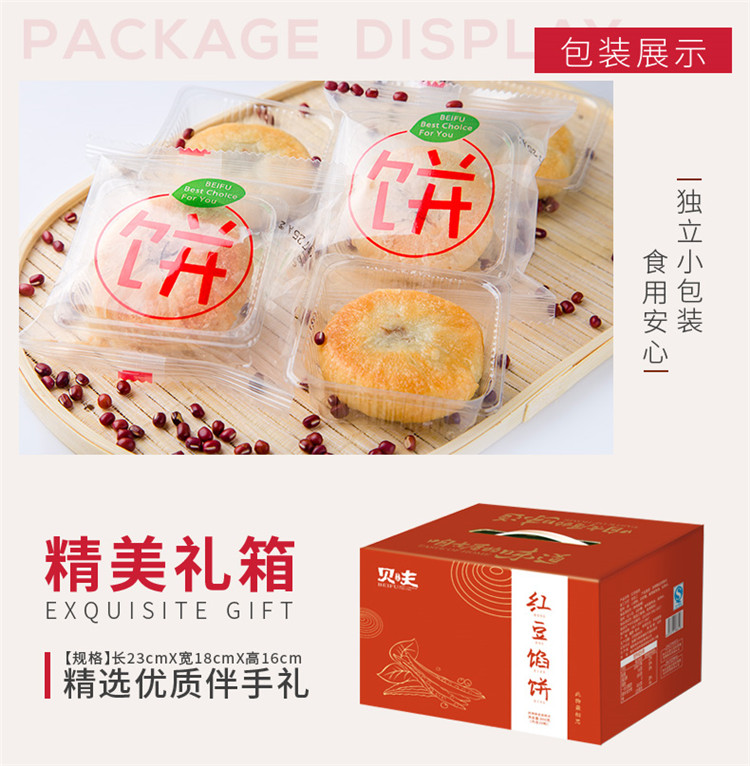 PACKAGE DISPLAY
包装展示
BEIFU
Best Choice
For You
饼
BEIFU
Best Choice
For You
饼
独立小包装
食用安心
精美礼箱
EXQUISITE GIFT
【规格】长23cmX宽18cmX高16cm
精选优质伴手礼
贝夫
BEIFU
红豆馅饼